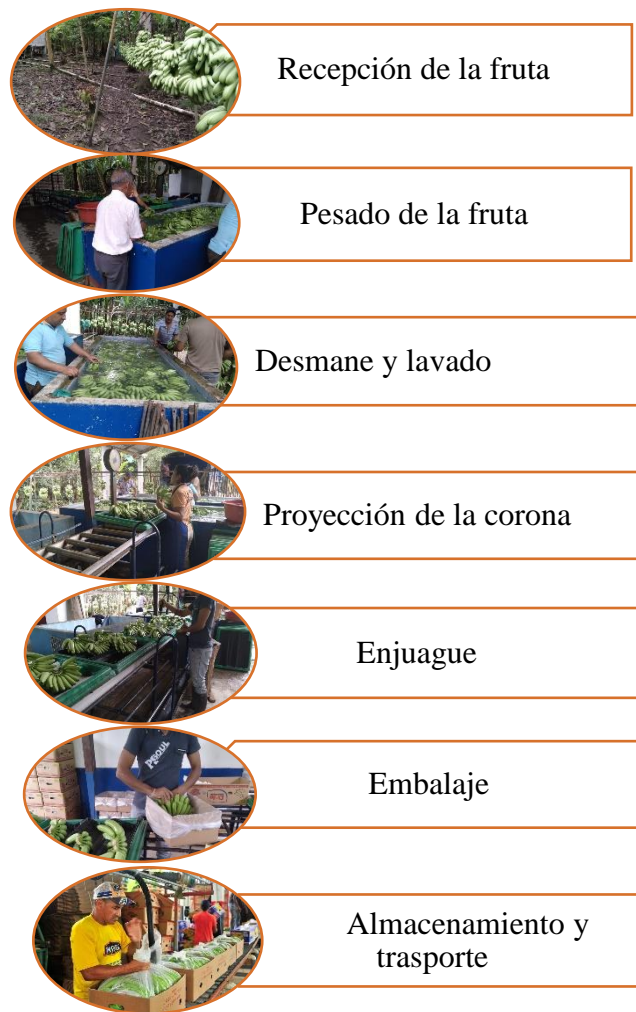 Recepción de la fruta
Pesado de la fruta
Desmane y lavado
Proyección de la corona
Enjuague
Embalaje
Almacenamiento y
trasporte